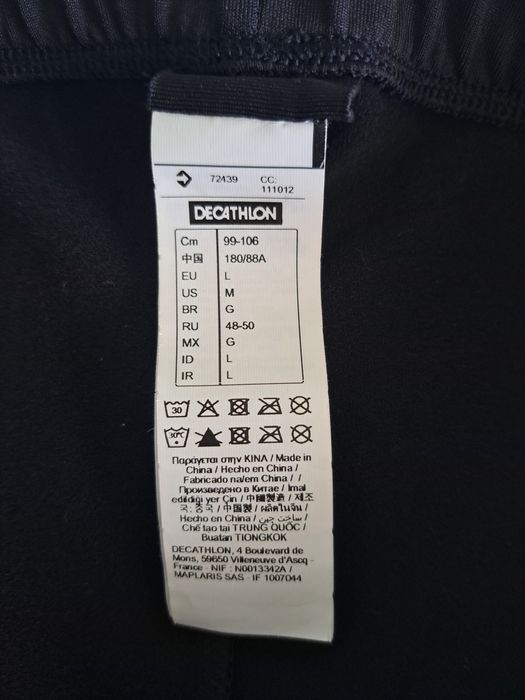 72439 CC:
111012
DECATHLON
Cm 99-106
中国 180/88A
EU L
US M
BR G
RU 48-50
MX G
ID L
IR L
30
30°C
Παράγεται στην ΚΙΝΑ / Made in
China / Hecho en China /
Fabricado na/em China / /
Произведено в Китае / Imal
edildiği yer Çin / 中國製造 / 제조
국: 중국 / 中国製 / ผลิตในจีน /
Hecho en China / ساخت چین /
Chế tạo tại TRUNG QUỐC /
Buatan TIONGKOK
DECATHLON, 4 Boulevard de
Mons, 59650 Villeneuve d'Ascq -
France - NIF : N0013342A /
MAPLARIS SAS - IF 1007044